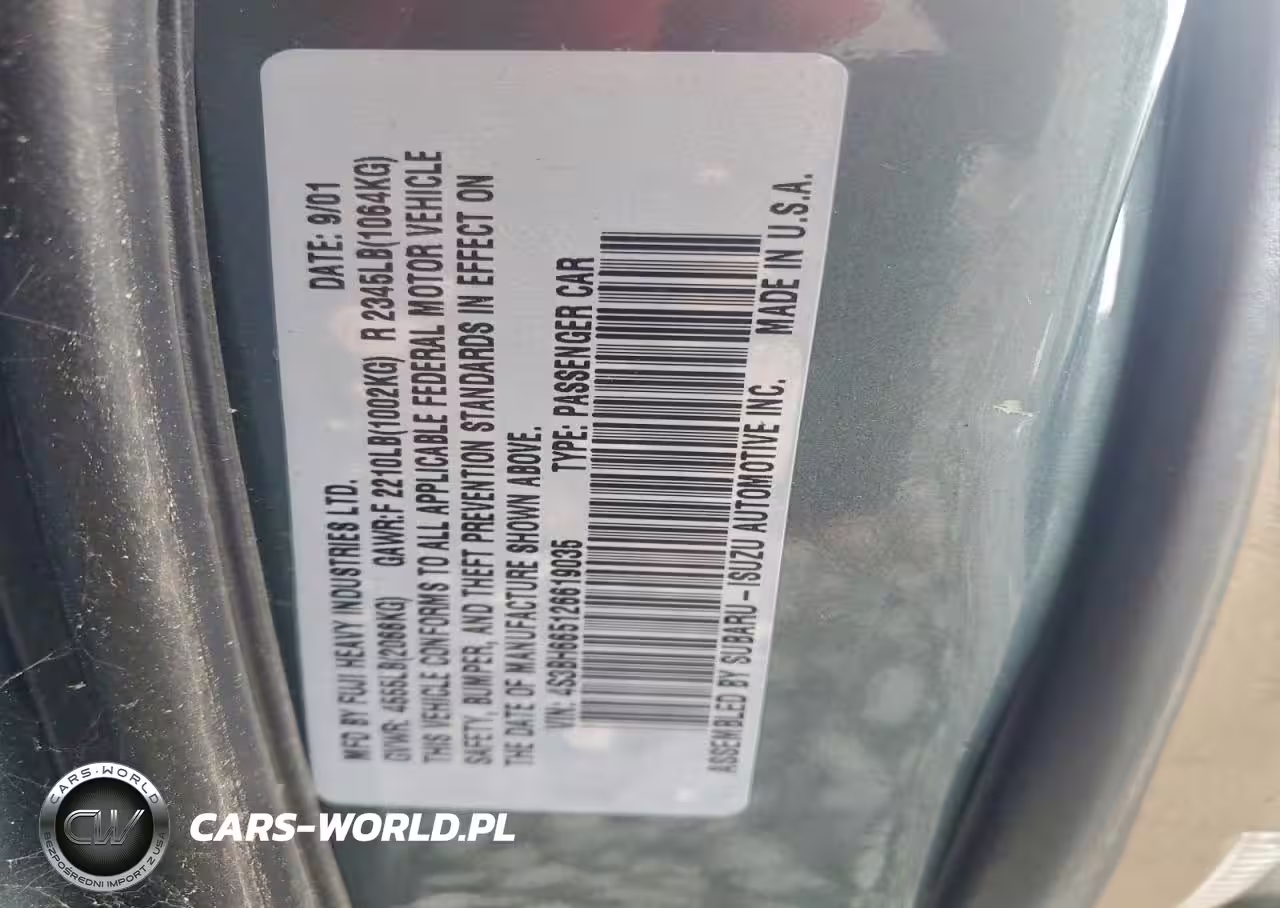 MFD BY FUJI HEAVY INDUSTRIES LTD. DATE: 9/01
GVWR: 4555LB(2066KG) GAWR:F 2210LB(1002KG) R 2345LB(1064KG)
THIS VEHICLE CONFORMS TO ALL APPLICABLE FEDERAL MOTOR VEHICLE
SAFETY, BUMPER, AND THEFT PREVENTION STANDARDS IN EFFECT ON
THE DATE OF MANUFACTURE SHOWN ABOVE.
VIN: 4S3BH665126619035 TYPE: PASSENGER CAR
ASSEMBLED BY SUBARU-ISUZU AUTOMOTIVE INC. MADE IN U.S.A.
CARS-WORLD
CW
BEZPOŚREDNI IMPORT Z USA
CARS-WORLD.PL